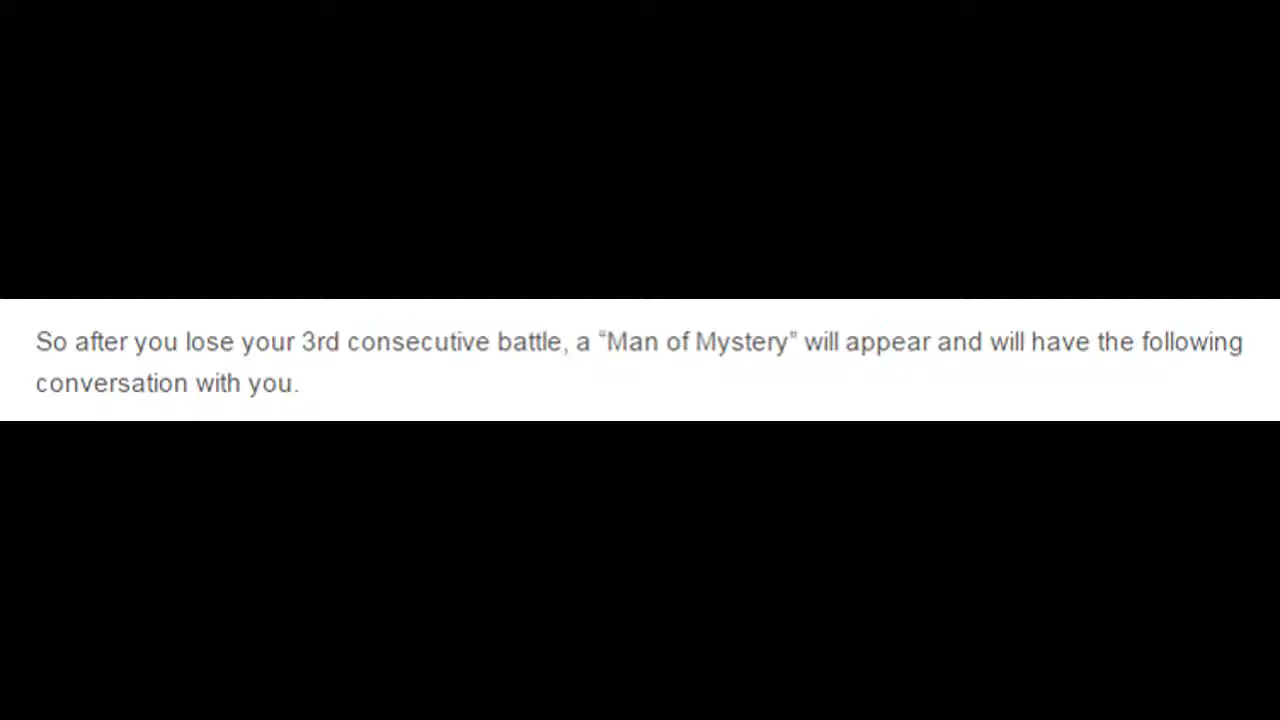 So after you lose your 3rd consecutive battle, a “Man of Mystery” will appear and will have the following
conversation with you.